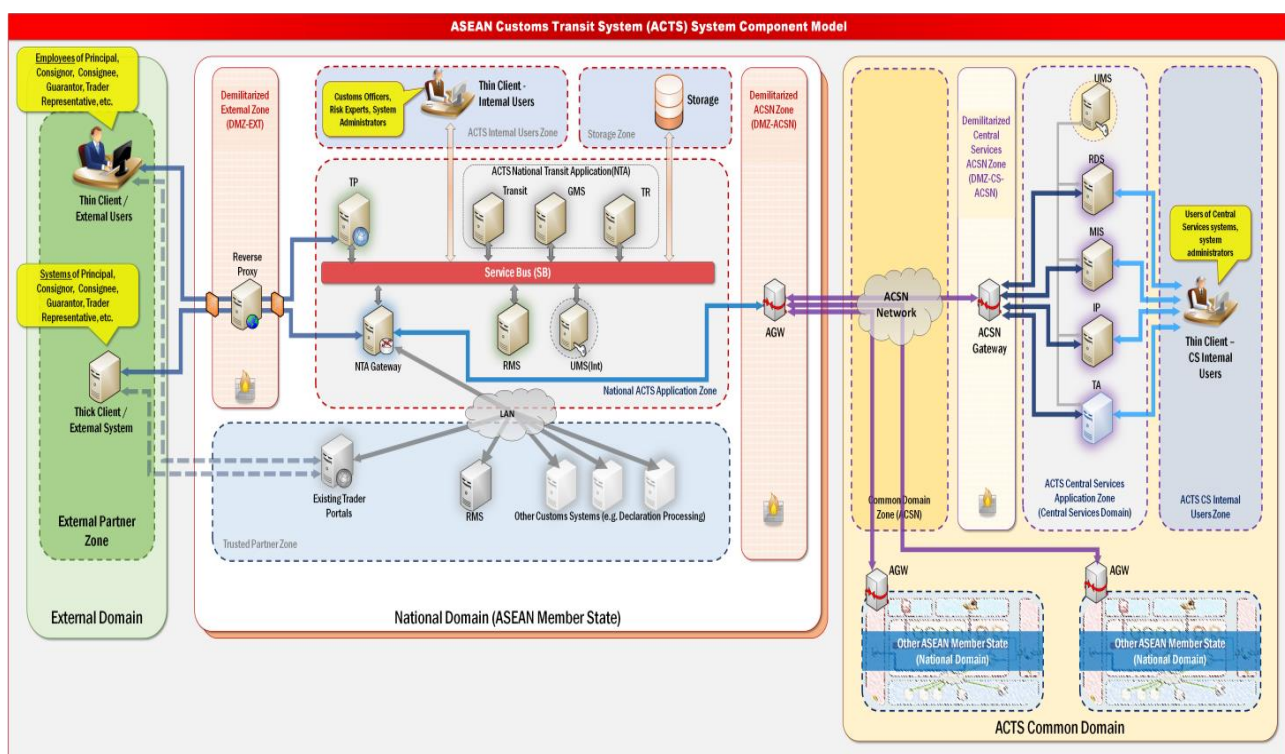 ASEAN Customs Transit System (ACTS) System Component Model
Employees of Principal,
Consignor, Consignee,
Guarantor, Trader
Representative, etc.
Thin Client /
External Users
Systems of Principal,
Consignor, Consignee,
Guarantor, Trader
Representative, etc.
Thick Client /
External System
External Partner
Zone
External Domain
Demilitarized
External Zone
(DMZ-EXT)
Reverse
Proxy
Customs Officers,
Risk Experts, System
Administrators
Thin Client -
Internal Users
ACTS Internal Users Zone
Storage
Storage Zone
Demilitarized
ACSN Zone
(DMZ-ACSN)
ACTS National Transit Application(NTA)
TP
Transit
GMS
TR
Service Bus (SB)
NTA Gateway
RMS
UMS(Int)
National ACTS Application Zone
AGW
LAN
Existing Trader
Portals
RMS
Other Customs Systems (e.g. Declaration Processing)
Trusted Partner Zone
National Domain (ASEAN Member State)
ACSN
Network
Common Domain
Zone (ACSN)
Demilitarized
Central
Services
ACSN Zone
(DMZ-CS-
ACSN)
ACSN
Gateway
UMS
RDS
MIS
IP
TA
ACTS Central Services
Application Zone
(Central Services Domain)
Users of Central
Services systems,
system
administrators
Thin Client –
CS Internal
Users
ACTS CS Internal
Users Zone
AGW
Other ASEAN Member State
(National Domain)
AGW
Other ASEAN Member State
(National Domain)
ACTS Common Domain